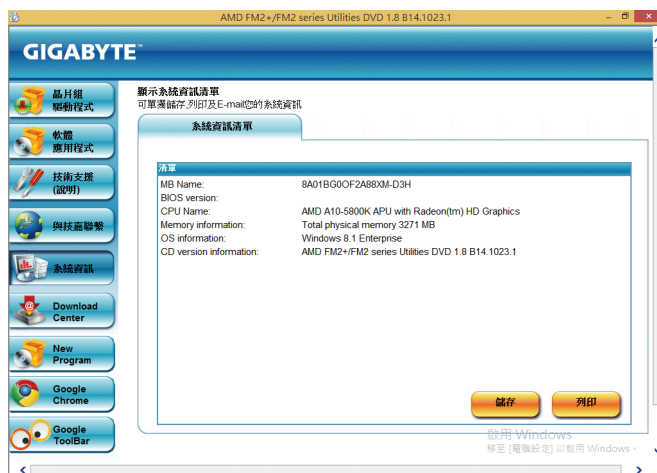 AMD FM2+/FM2 series Utilities DVD 1.8 B14.1023.1
GIGABYTE™
晶片組
驅動程式
軟體
應用程式
技術支援
(說明)
與技嘉聯繫
系統資訊
Download
Center
New
Program
Google
Chrome
Google
ToolBar
顯示系統資訊清單
可單獨儲存,列印及E-mail您的系統資訊
系統資訊清單
清單
MB Name: 8A01BG0OF2A88XM-D3H
BIOS version:
CPU Name: AMD A10-5800K APU with Radeon(tm) HD Graphics
Memory information: Total physical memory 3271 MB
OS information: Windows 8.1 Enterprise
CD version information: AMD FM2+/FM2 series Utilities DVD 1.8 B14.1023.1
儲存
列印
啟用 Windows
移至 [電腦設定] 以啟用 Windows。